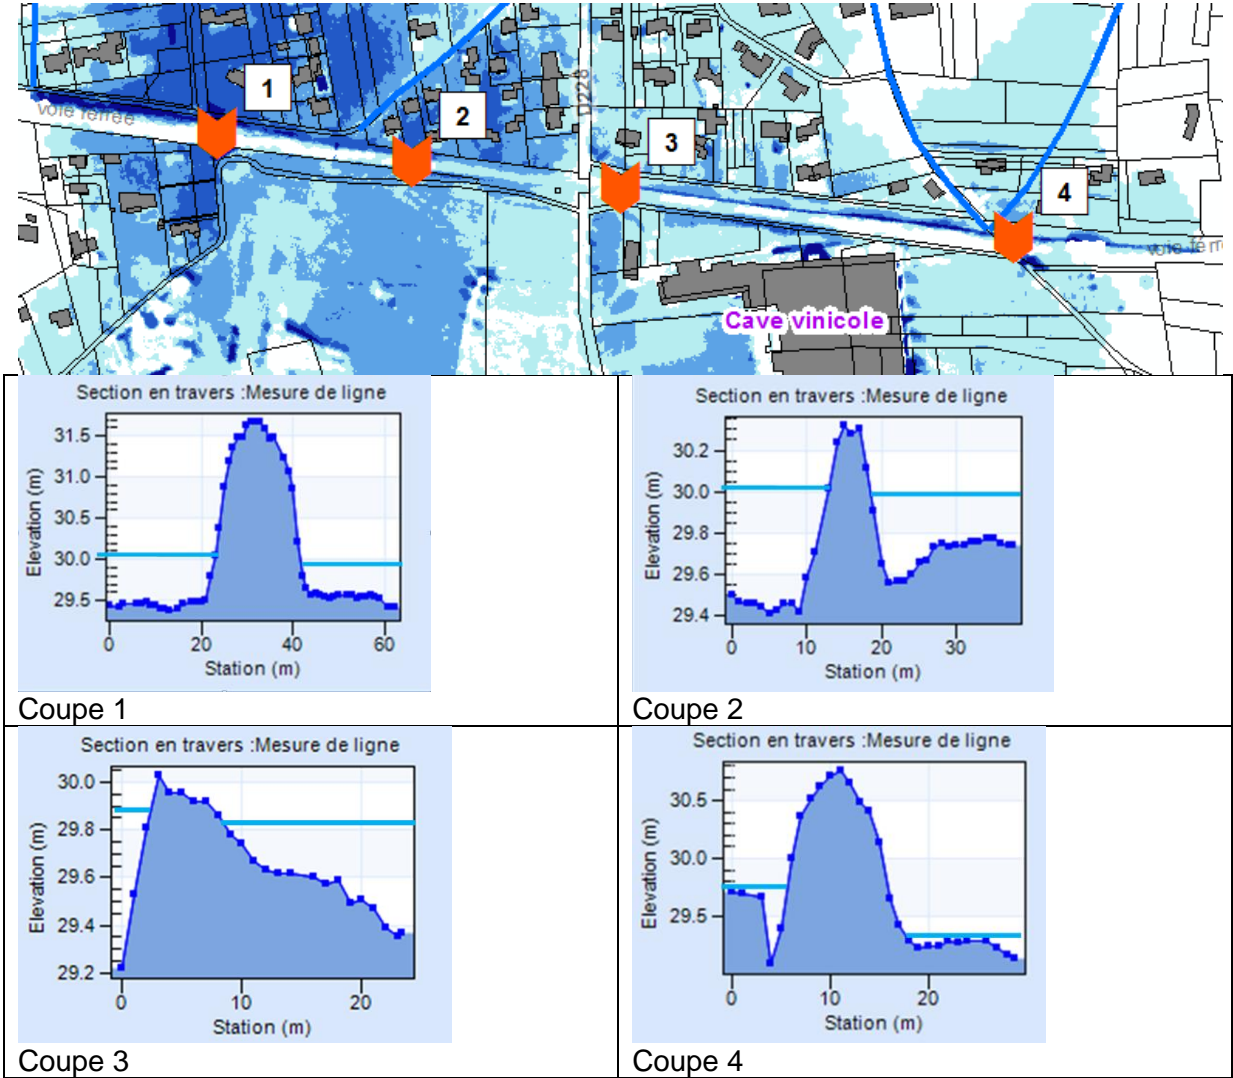 1
2
D228
3
4
voie ferrée
voie ferr
Cave vinicole
Section en travers :Mesure de ligne
Elevation (m)
31.5
31.0
30.5
30.0
29.5
0 20 40 60
Station (m)
Coupe 1
Section en travers :Mesure de ligne
Elevation (m)
30.2
30.0
29.8
29.6
29.4
0 10 20 30
Station (m)
Coupe 2
Section en travers :Mesure de ligne
Elevation (m)
30.0
29.8
29.6
29.4
29.2
0 10 20
Station (m)
Coupe 3
Section en travers :Mesure de ligne
Elevation (m)
30.5
30.0
29.5
0 10 20
Station (m)
Coupe 4